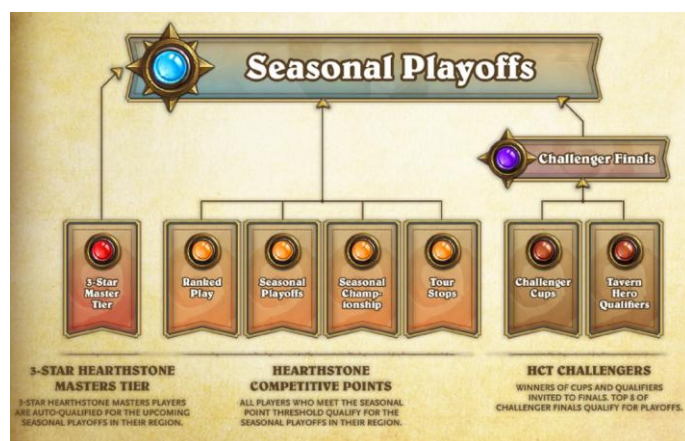 Seasonal Playoffs
Challenger Finals
3-Star
Master
Tier
Ranked
Play
Seasonal
Playoffs
Seasonal
Champ-
ionship
Tour
Stops
Challenger
Cups
Tavern
Hero
Qualifiers
3-STAR HEARTHSTONE
MASTERS TIER
3-STAR HEARTHSTONE MASTERS PLAYERS
ARE AUTO-QUALIFIED FOR THE UPCOMING
SEASONAL PLAYOFFS IN THEIR REGION.
HEARTHSTONE
COMPETITIVE POINTS
ALL PLAYERS WHO MEET THE SEASONAL
POINT THRESHOLD QUALIFY FOR THE
SEASONAL PLAYOFFS IN THEIR REGION.
HCT CHALLENGERS
WINNERS OF CUPS AND QUALIFIERS
INVITED TO FINALS. TOP 8 OF
CHALLENGER FINALS QUALIFY FOR PLAYOFFS.